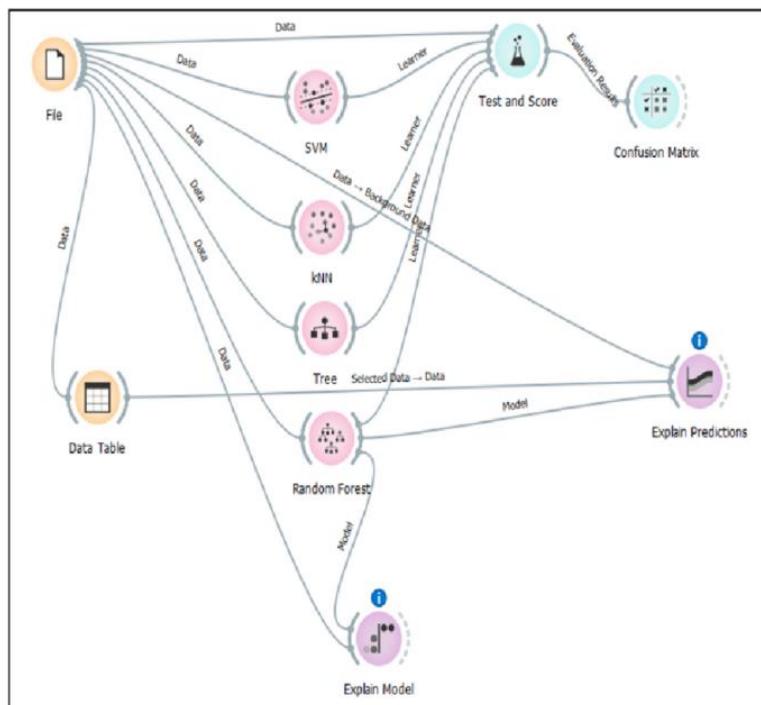 Data
File
Data
Learner
SVM
Test and Score
Evaluation Results
Confusion Matrix
Data
Learner
Data → Background Data
kNN
Data
Learner
Data
Learner
Tree
Data
Data
Data Table
Selected Data → Data
Model
Explain Predictions
Random Forest
Model
Explain Model